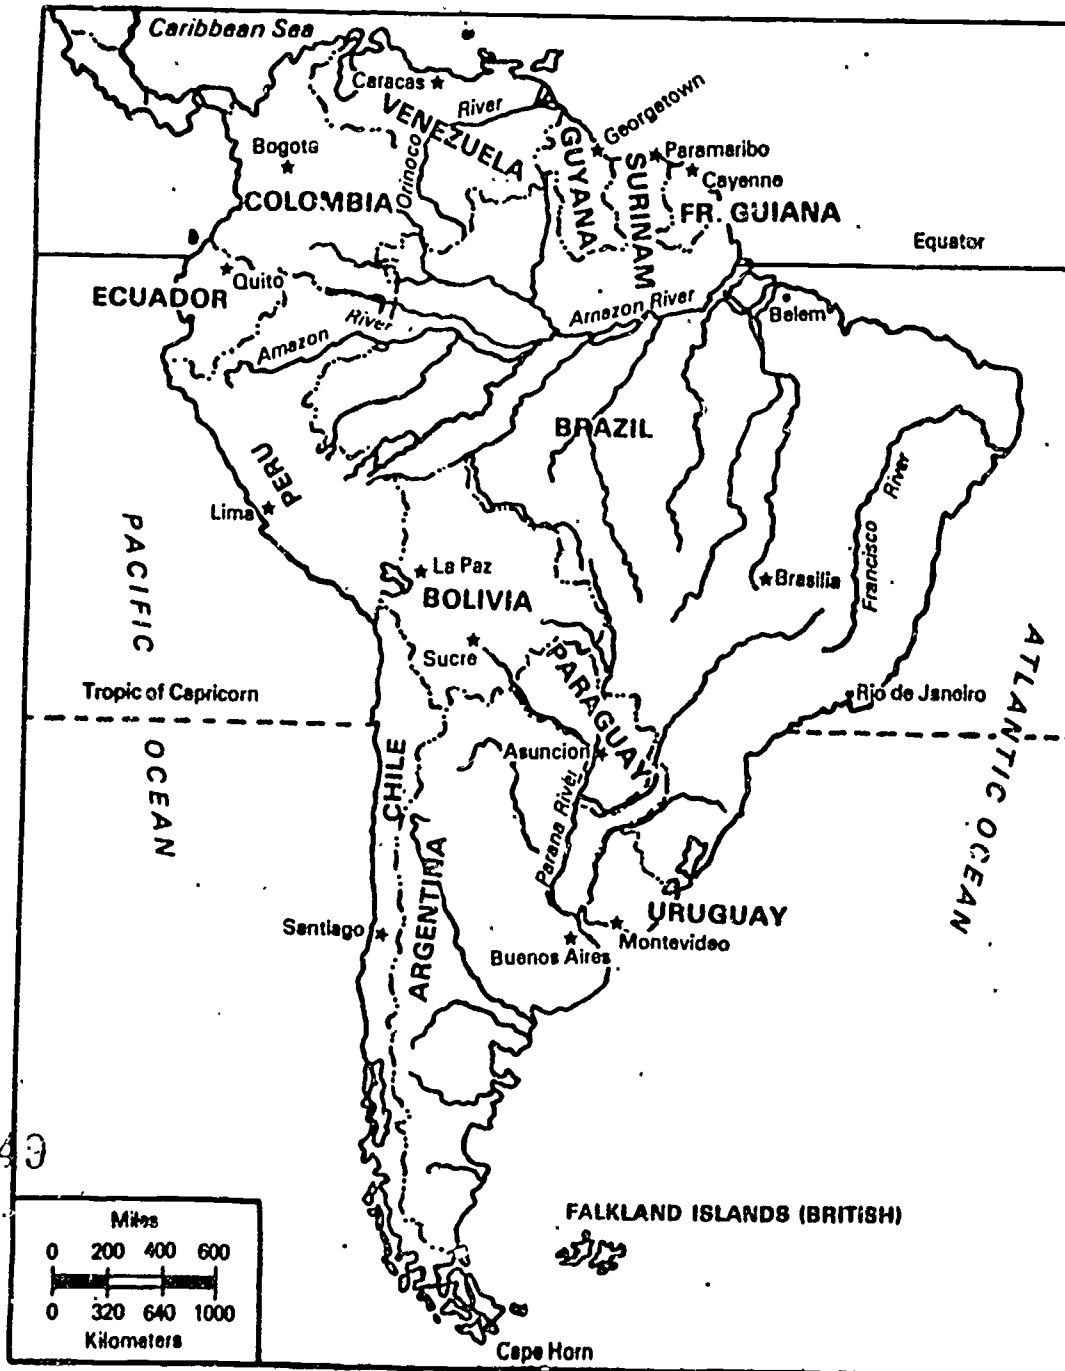 Caribbean Sea
Caracas
VENEZUELA
River
Orinoco
Georgetown
Bogota
GUYANA
SURINAM
Paramaribo
Cayenne
COLOMBIA
FR. GUIANA
Equator
Quito
ECUADOR
Amazon River
Amazon River
Belem
BRAZIL
PERU
Lima
Francisco River
PACIFIC OCEAN
La Paz
BOLIVIA
Brasilia
Sucre
PARAGUAY
ATLANTIC OCEAN
Tropic of Capricorn
Rio de Janeiro
CHILE
Asuncion
Parana River
ARGENTINA
Santiago
URUGUAY
Montevideo
Buenos Aires
FALKLAND ISLANDS (BRITISH)
Miles
0 200 400 600
0 320 640 1000
Kilometers
Cape Horn